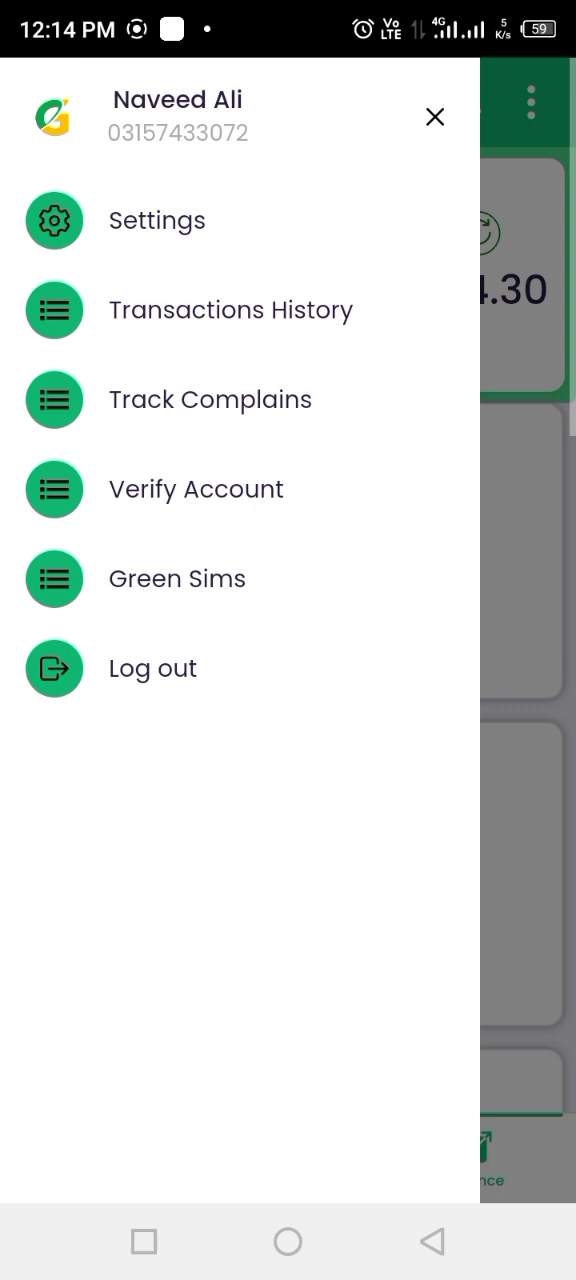 12:14 PM
Vo
LTE
4G
5
K/s
59
Naveed Ali
03157433072
Settings
4.30
Transactions History
Track Complains
Verify Account
Green Sims
Log out
nce